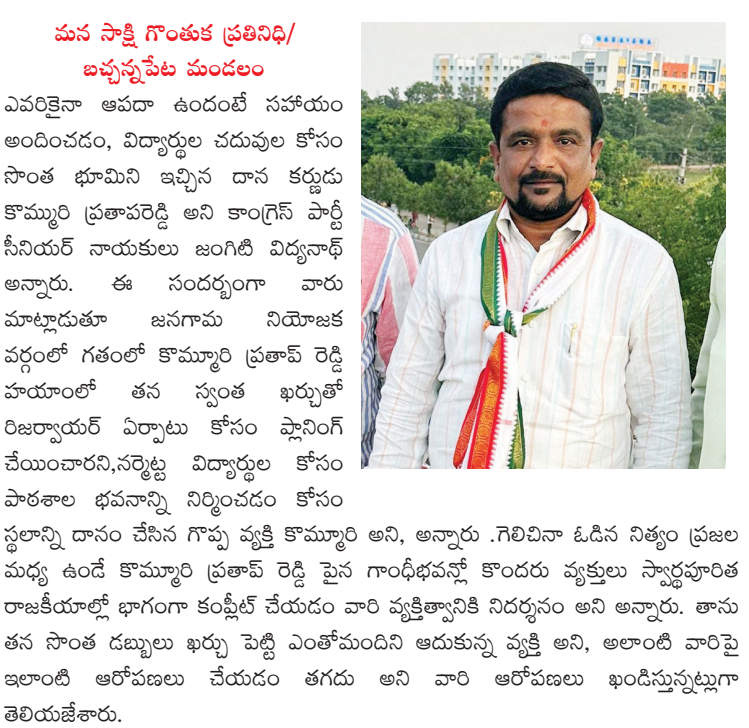 మన సాక్షి గొంతుక ప్రతినిధి/
బచ్చన్నపేట మండలం
ఎవరికైనా ఆపదా ఉందంటే సహాయం
అందించడం, విద్యార్థుల చదువుల కోసం
సొంత భూమిని ఇచ్చిన దాన కర్ణుడు
కొమ్మురి ప్రతాపరెడ్డి అని కాంగ్రెస్ పార్టీ
సీనియర్ నాయకులు జంగిటి విద్యనాథ్
అన్నారు. ఈ సందర్బంగా వారు
మాట్లాడుతూ జనగామ నియోజక
వర్గంలో గతంలో కొమ్మూరి ప్రతాప్ రెడ్డి
హయాంలో తన స్వంత ఖర్చుతో
రిజర్వాయర్ ఏర్పాటు కోసం ప్లానింగ్
చేయించారని,నర్మెట్ట విద్యార్థుల కోసం
పాఠశాల భవనాన్ని నిర్మించడం కోసం
స్థలాన్ని దానం చేసిన గొప్ప వ్యక్తి కొమ్మూరి అని, అన్నారు .గెలిచినా ఓడిన నిత్యం ప్రజల
మధ్య ఉండే కొమ్మూరి ప్రతాప్ రెడ్డి పైన గాంధీభవన్లో కొందరు వ్యక్తులు స్వార్థపూరిత
రాజకీయాల్లో భాగంగా కంప్లీట్ చేయడం వారి వ్యక్తిత్వానికి నిదర్శనం అని అన్నారు. తాను
తన సొంత డబ్బులు ఖర్చు పెట్టి ఎంతోమందిని ఆదుకున్న వ్యక్తి అని, అలాంటి వారిపై
ఇలాంటి ఆరోపణలు చేయడం తగదు అని వారి ఆరోపణలు ఖండిస్తున్నట్లుగా
తెలియజేశారు.